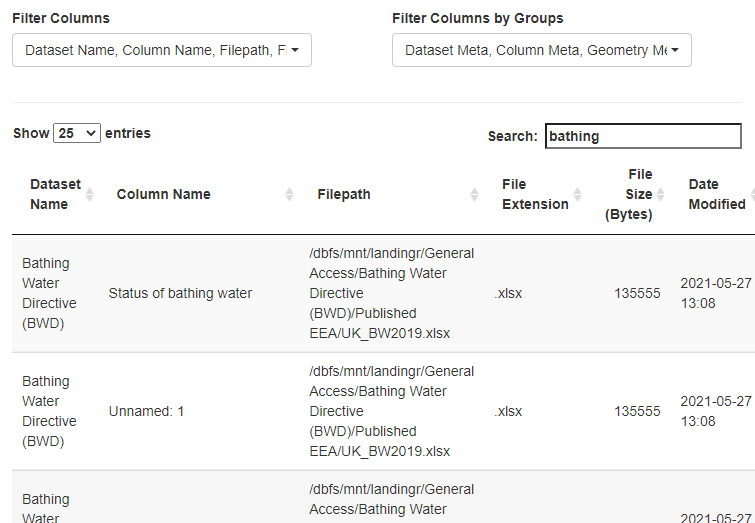 Filter Columns
Filter Columns by Groups
Dataset Name, Column Name, Filepath, F
Dataset Meta, Column Meta, Geometry Me
Show 25 entries
Search: bathing
Dataset
Name
Column Name
Filepath
File
Extension
File
Size
(Bytes)
Date
Modified
Bathing
Water
Directive
(BWD)
Status of bathing water
/dbfs/mnt/landingr/General
Access/Bathing Water
Directive
(BWD)/Published
EEA/UK_BW2019.xlsx
.xlsx
135555
2021-05-27
13:08
Bathing
Water
Directive
(BWD)
Unnamed: 1
/dbfs/mnt/landingr/General
Access/Bathing Water
Directive
(BWD)/Published
EEA/UK_BW2019.xlsx
.xlsx
135555
2021-05-27
13:08
Bathing
Water
/dbfs/mnt/landingr/General
Access/Bathing Water
2021-05-27